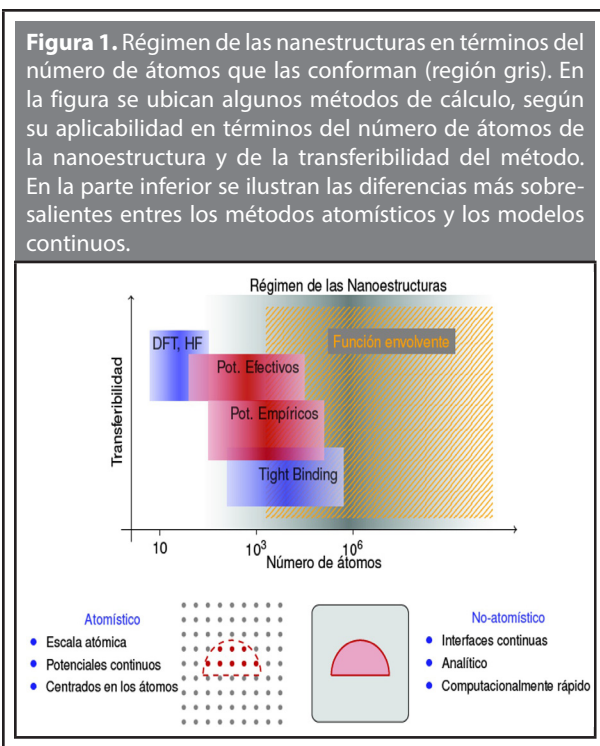 Figura 1. Régimen de las nanestructuras en términos del
número de átomos que las conforman (región gris). En
la figura se ubican algunos métodos de cálculo, según
su aplicabilidad en términos del número de átomos de
la nanoestructura y de la transferibilidad del método.
En la parte inferior se ilustran las diferencias más sobre-
salientes entres los métodos atomísticos y los modelos
continuos.
Régimen de las Nanoestructuras
Transferibilidad
DFT, HF
Función envolvente
Pot. Efectivos
Pot. Empíricos
Tight Binding
10 10³ 10⁶
Número de átomos
Atomístico
Escala atómica
Potenciales continuos
Centrados en los átomos
No-atomístico
Interfaces continuas
Analítico
Computacionalmente rápido